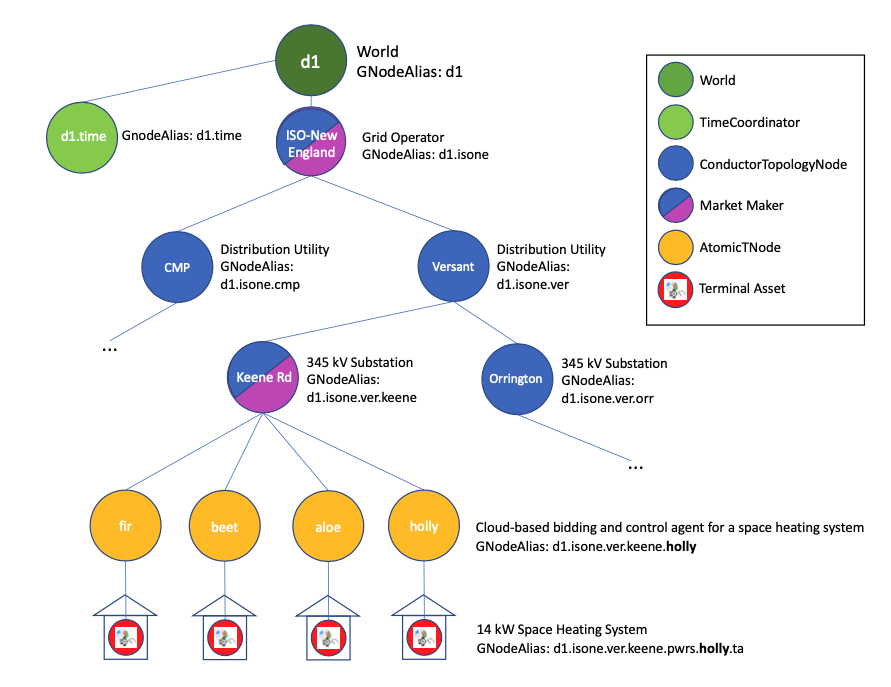 d1
World
GNodeAlias: d1
d1.time
GnodeAlias: d1.time
ISO-New
England
Grid Operator
GNodeAlias: d1.isone
World
TimeCoordinator
ConductorTopologyNode
Market Maker
AtomicTNode
Terminal Asset
CMP
Distribution Utility
GNodeAlias:
d1.isone.cmp
Versant
Distribution Utility
GNodeAlias:
d1.isone.ver
...
Keene Rd
345 kV Substation
GNodeAlias:
d1.isone.ver.keene
Orrington
345 kV Substation
GNodeAlias:
d1.isone.ver.orr
...
fir
beet
aloe
holly
Cloud-based bidding and control agent for a space heating system
GNodeAlias: d1.isone.ver.keene.holly
14 kW Space Heating System
GNodeAlias: d1.isone.ver.keene.pwrs.holly.ta